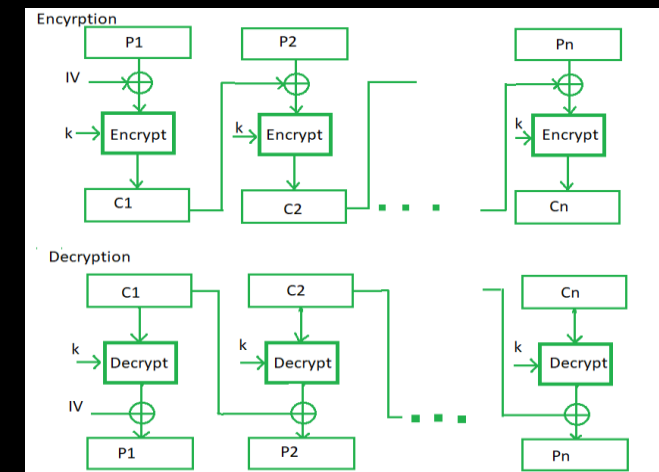 Encyrption
P1
P2
Pn
IV
k
Encrypt
k
Encrypt
k
Encrypt
C1
C2
Cn
Decryption
C1
C2
Cn
k
Decrypt
k
Decrypt
k
Decrypt
IV
P1
P2
Pn